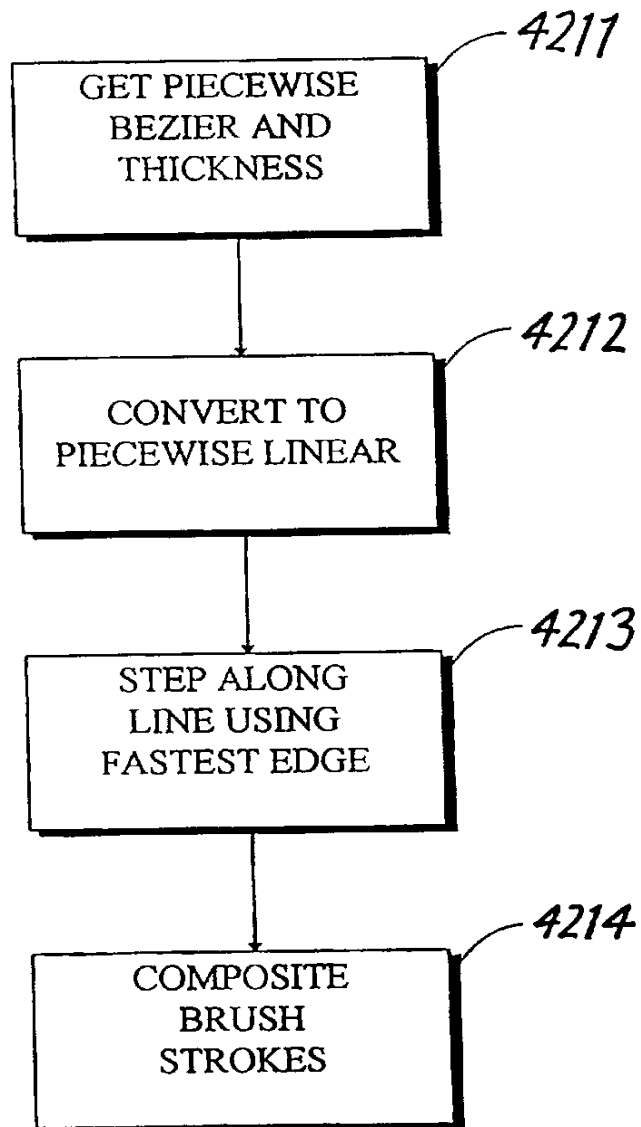 4211
GET PIECEWISE
BEZIER AND
THICKNESS
4212
CONVERT TO
PIECEWISE LINEAR
4213
STEP ALONG
LINE USING
FASTEST EDGE
4214
COMPOSITE
BRUSH
STROKES